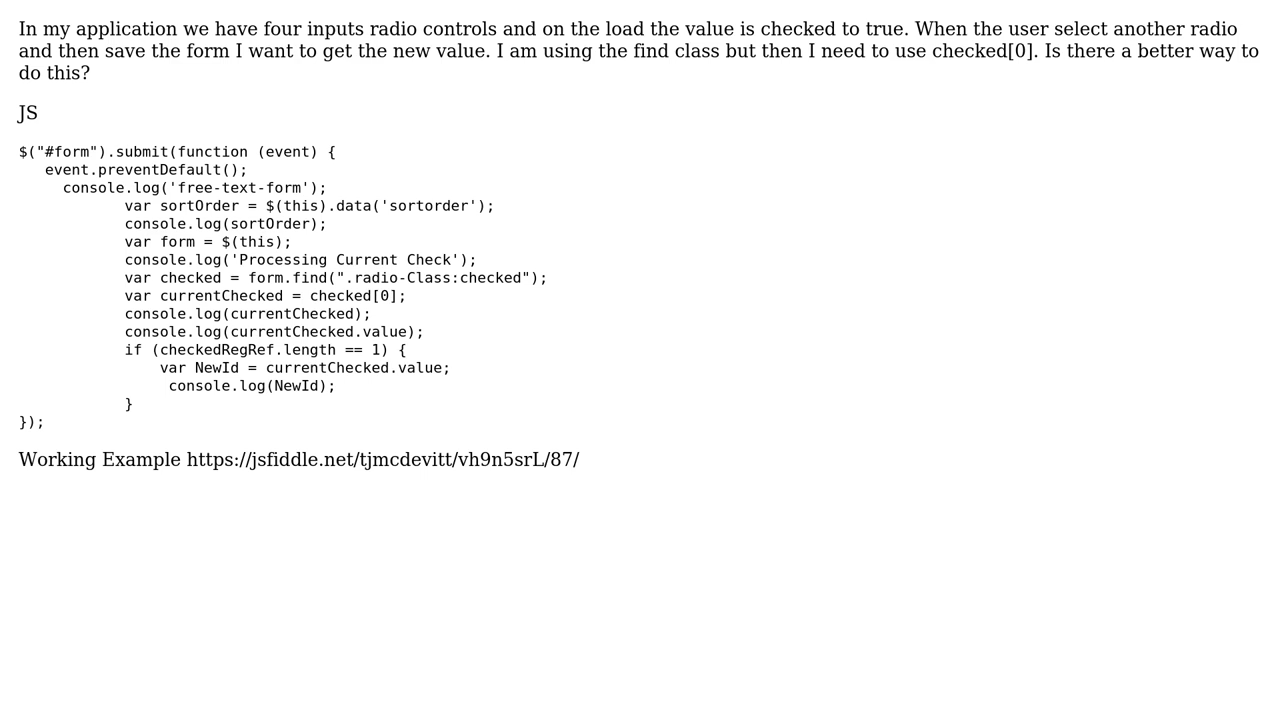 In my application we have four inputs radio controls and on the load the value is checked to true. When the user select another radio
and then save the form I want to get the new value. I am using the find class but then I need to use checked[0]. Is there a better way to
do this?
JS
$("#form").submit(function (event) {
   event.preventDefault();
     console.log('free-text-form');
            var sortOrder = $(this).data('sortorder');
            console.log(sortOrder);
            var form = $(this);
            console.log('Processing Current Check');
            var checked = form.find(".radio-Class:checked");
            var currentChecked = checked[0];
            console.log(currentChecked);
            console.log(currentChecked.value);
            if (checkedRegRef.length == 1) {
                var NewId = currentChecked.value;
                 console.log(NewId);
            }
});
Working Example https://jsfiddle.net/tjmcdevitt/vh9n5srL/87/